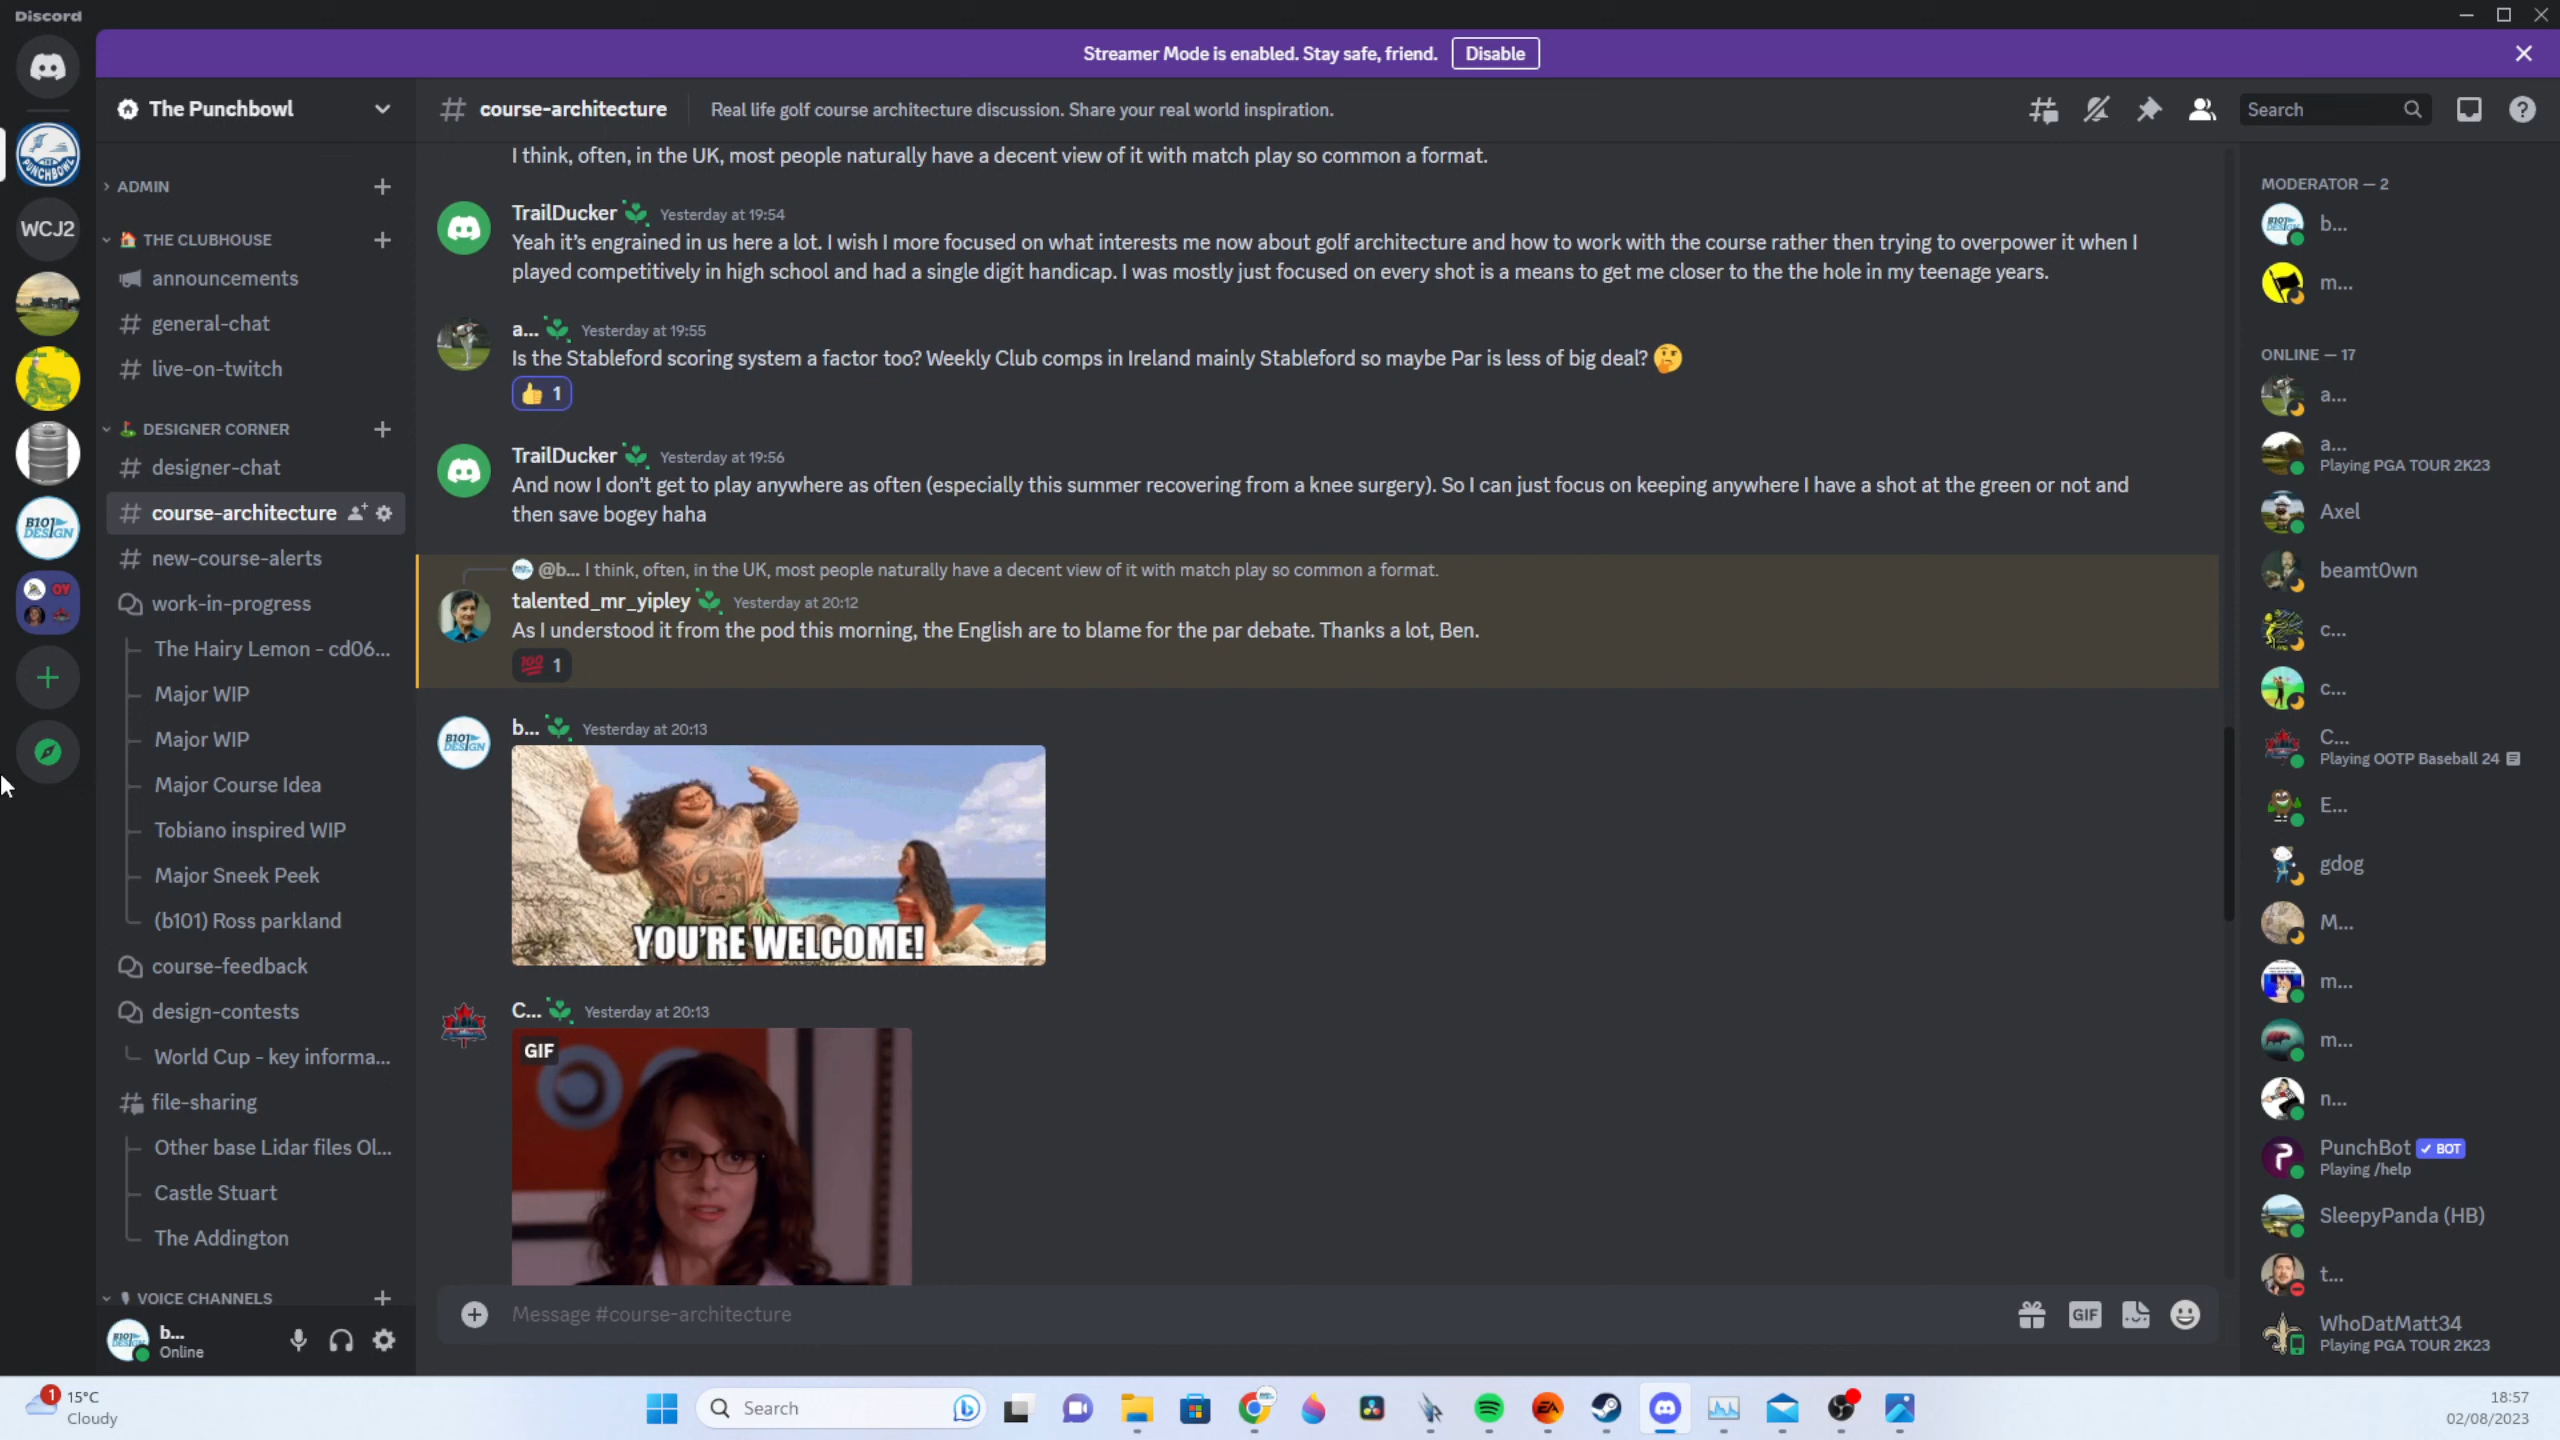 Discord
Streamer Mode is enabled. Stay safe, friend. Disable
The Punchbowl
course-architecture
Real life golf course architecture discussion. Share your real world inspiration.
Search
PUNCHBOWL
WCJ2
B101
DESIGN
OY
ADMIN
THE CLUBHOUSE
announcements
general-chat
live-on-twitch
DESIGNER CORNER
designer-chat
course-architecture
new-course-alerts
work-in-progress
The Hairy Lemon - cd06...
Major WIP
Major WIP
Major Course Idea
Tobiano inspired WIP
Major Sneek Peek
(b101) Ross parkland
course-feedback
design-contests
World Cup - key informa...
file-sharing
Other base Lidar files Ol...
Castle Stuart
The Addington
VOICE CHANNELS
b...
Online
I think, often, in the UK, most people naturally have a decent view of it with match play so common a format.
TrailDucker Yesterday at 19:54
Yeah it's engrained in us here a lot. I wish I more focused on what interests me now about golf architecture and how to work with the course rather then trying to overpower it when I
played competitively in high school and had a single digit handicap. I was mostly just focused on every shot is a means to get me closer to the the hole in my teenage years.
a... Yesterday at 19:55
Is the Stableford scoring system a factor too? Weekly Club comps in Ireland mainly Stableford so maybe Par is less of big deal? 🤔
👍 1
TrailDucker Yesterday at 19:56
And now I don't get to play anywhere as often (especially this summer recovering from a knee surgery). So I can just focus on keeping anywhere I have a shot at the green or not and
then save bogey haha
@b... I think, often, in the UK, most people naturally have a decent view of it with match play so common a format.
talented_mr_yipley Yesterday at 20:12
As I understood it from the pod this morning, the English are to blame for the par debate. Thanks a lot, Ben.
💯 1
b... Yesterday at 20:13
B101
DESIGN
YOU'RE WELCOME!
C... Yesterday at 20:13
GIF
Message #course-architecture
GIF
MODERATOR — 2
b...
m...
ONLINE — 17
a...
a...
Playing PGA TOUR 2K23
Axel
beamt0wn
c...
c...
C...
Playing OOTP Baseball 24
E...
gdog
M...
m...
m...
n...
PunchBot ✓ BOT
Playing /help
SleepyPanda (HB)
t...
WhoDatMatt34
Playing PGA TOUR 2K23
1
15°C
Cloudy
Search
EA
18:57
02/08/2023